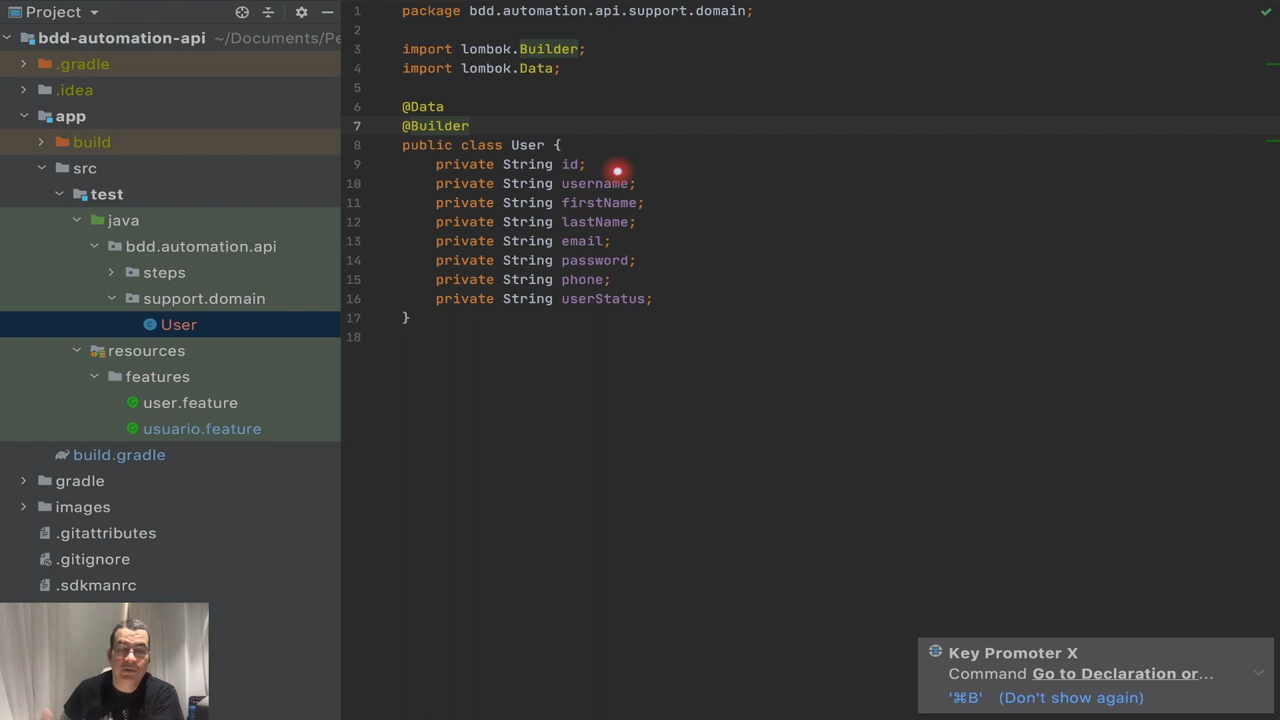 Project
bdd-automation-api ~/Documents/Pe
.gradle
.idea
app
build
src
test
java
bdd.automation.api
steps
support.domain
User
resources
features
user.feature
usuario.feature
build.gradle
gradle
images
.gitattributes
.gitignore
.sdkmanrc
1 package bdd.automation.api.support.domain;
2
3 import lombok.Builder;
4 import lombok.Data;
5
6 @Data
7 @Builder
8 public class User {
9 private String id;
10 private String username;
11 private String firstName;
12 private String lastName;
13 private String email;
14 private String password;
15 private String phone;
16 private String userStatus;
17 }
18
Key Promoter X
Command Go to Declaration or...
'⌘B' (Don't show again)